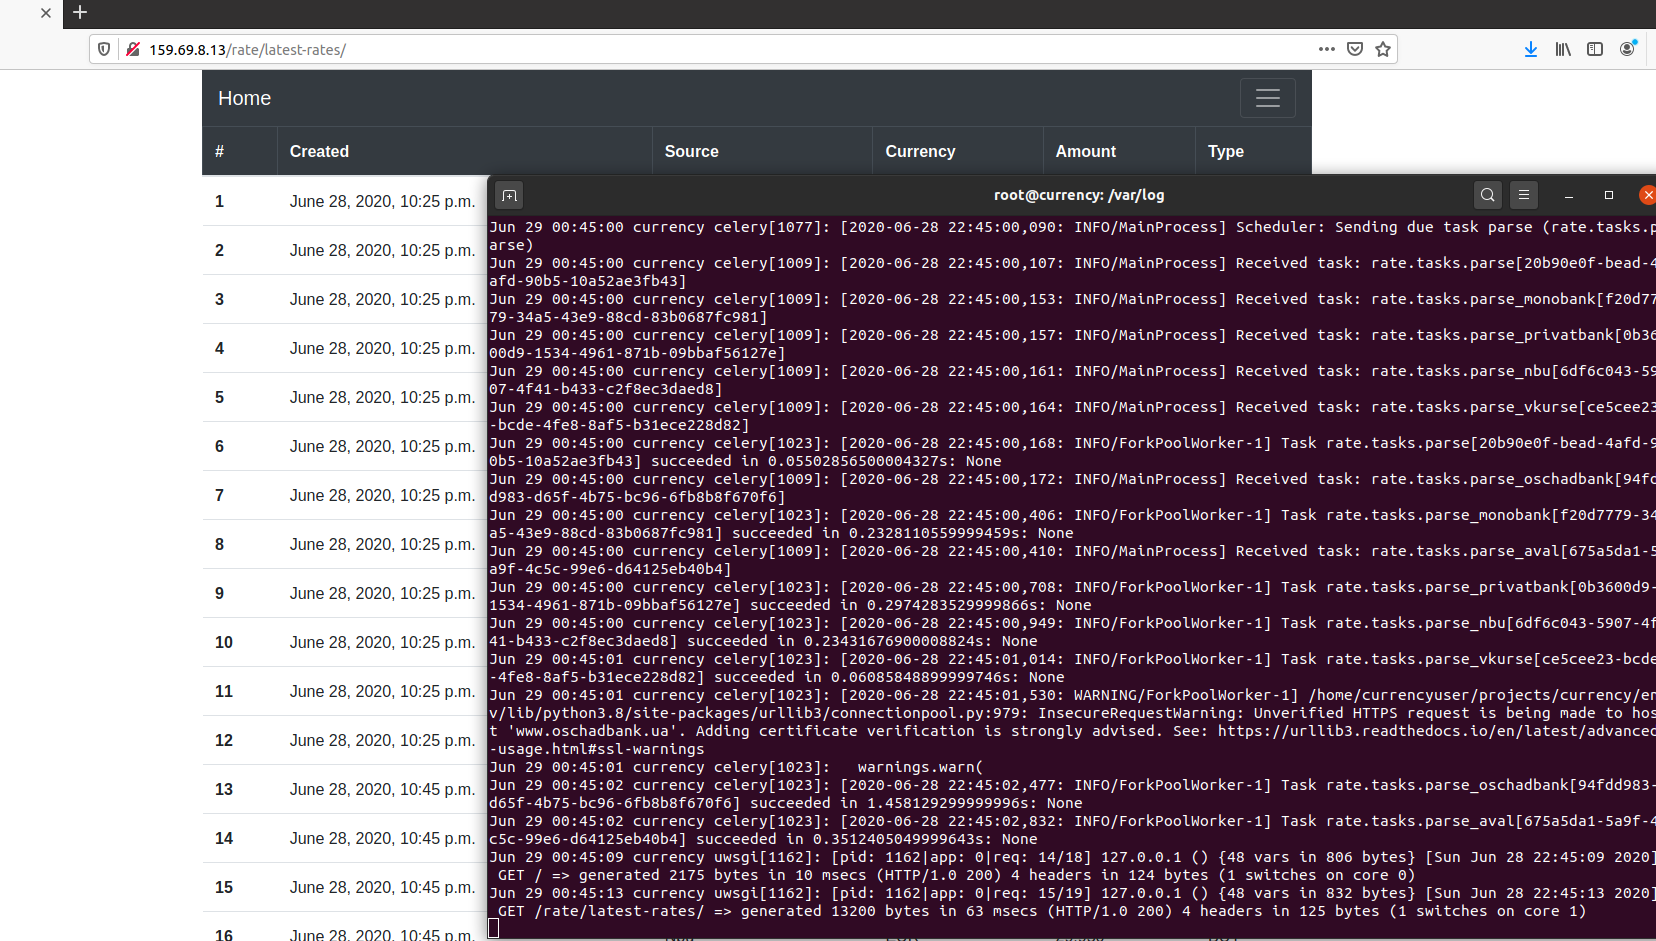 159.69.8.13/rate/latest-rates/
Home
# Created Source Currency Amount Type
1 June 28, 2020, 10:25 p.m.
2 June 28, 2020, 10:25 p.m.
3 June 28, 2020, 10:25 p.m.
4 June 28, 2020, 10:25 p.m.
5 June 28, 2020, 10:25 p.m.
6 June 28, 2020, 10:25 p.m.
7 June 28, 2020, 10:25 p.m.
8 June 28, 2020, 10:25 p.m.
9 June 28, 2020, 10:25 p.m.
10 June 28, 2020, 10:25 p.m.
11 June 28, 2020, 10:25 p.m.
12 June 28, 2020, 10:25 p.m.
13 June 28, 2020, 10:45 p.m.
14 June 28, 2020, 10:45 p.m.
15 June 28, 2020, 10:45 p.m.
16 June 28, 2020, 10:45 p.m.
root@currency: /var/log
Jun 29 00:45:00 currency celery[1077]: [2020-06-28 22:45:00,090: INFO/MainProcess] Scheduler: Sending due task parse (rate.tasks.p
arse)
Jun 29 00:45:00 currency celery[1009]: [2020-06-28 22:45:00,107: INFO/MainProcess] Received task: rate.tasks.parse[20b90e0f-bead-4
afd-90b5-10a52ae3fb43]
Jun 29 00:45:00 currency celery[1009]: [2020-06-28 22:45:00,153: INFO/MainProcess] Received task: rate.tasks.parse_monobank[f20d77
79-34a5-43e9-88cd-83b0687fc981]
Jun 29 00:45:00 currency celery[1009]: [2020-06-28 22:45:00,157: INFO/MainProcess] Received task: rate.tasks.parse_privatbank[0b36
00d9-1534-4961-871b-09bbaf56127e]
Jun 29 00:45:00 currency celery[1009]: [2020-06-28 22:45:00,161: INFO/MainProcess] Received task: rate.tasks.parse_nbu[6df6c043-59
07-4f41-b433-c2f8ec3daed8]
Jun 29 00:45:00 currency celery[1009]: [2020-06-28 22:45:00,164: INFO/MainProcess] Received task: rate.tasks.parse_vkurse[ce5cee23
-bcde-4fe8-8af5-b31ece228d82]
Jun 29 00:45:00 currency celery[1023]: [2020-06-28 22:45:00,168: INFO/ForkPoolWorker-1] Task rate.tasks.parse[20b90e0f-bead-4afd-9
0b5-10a52ae3fb43] succeeded in 0.05502856500004327s: None
Jun 29 00:45:00 currency celery[1009]: [2020-06-28 22:45:00,172: INFO/MainProcess] Received task: rate.tasks.parse_oschadbank[94fd
d983-d65f-4b75-bc96-6fb8b8f670f6]
Jun 29 00:45:00 currency celery[1023]: [2020-06-28 22:45:00,406: INFO/ForkPoolWorker-1] Task rate.tasks.parse_monobank[f20d7779-34
a5-43e9-88cd-83b0687fc981] succeeded in 0.2328110559999459s: None
Jun 29 00:45:00 currency celery[1009]: [2020-06-28 22:45:00,410: INFO/MainProcess] Received task: rate.tasks.parse_aval[675a5da1-5
a9f-4c5c-99e6-d64125eb40b4]
Jun 29 00:45:00 currency celery[1023]: [2020-06-28 22:45:00,708: INFO/ForkPoolWorker-1] Task rate.tasks.parse_privatbank[0b3600d9-
1534-4961-871b-09bbaf56127e] succeeded in 0.2974283529999866s: None
Jun 29 00:45:00 currency celery[1023]: [2020-06-28 22:45:00,949: INFO/ForkPoolWorker-1] Task rate.tasks.parse_nbu[6df6c043-5907-4f
41-b433-c2f8ec3daed8] succeeded in 0.23431676900008824s: None
Jun 29 00:45:01 currency celery[1023]: [2020-06-28 22:45:01,014: INFO/ForkPoolWorker-1] Task rate.tasks.parse_vkurse[ce5cee23-bcde
-4fe8-8af5-b31ece228d82] succeeded in 0.06085848899999746s: None
Jun 29 00:45:01 currency celery[1023]: [2020-06-28 22:45:01,530: WARNING/ForkPoolWorker-1] /home/currencyuser/projects/currency/en
v/lib/python3.8/site-packages/urllib3/connectionpool.py:979: InsecureRequestWarning: Unverified HTTPS request is being made to hos
t 'www.oschadbank.ua'. Adding certificate verification is strongly advised. See: https://urllib3.readthedocs.io/en/latest/advanced
-usage.html#ssl-warnings
Jun 29 00:45:01 currency celery[1023]:   warnings.warn(
Jun 29 00:45:02 currency celery[1023]: [2020-06-28 22:45:02,477: INFO/ForkPoolWorker-1] Task rate.tasks.parse_oschadbank[94fdd983-
d65f-4b75-bc96-6fb8b8f670f6] succeeded in 1.458129299999996s: None
Jun 29 00:45:02 currency celery[1023]: [2020-06-28 22:45:02,832: INFO/ForkPoolWorker-1] Task rate.tasks.parse_aval[675a5da1-5a9f-4
c5c-99e6-d64125eb40b4] succeeded in 0.3512405049999643s: None
Jun 29 00:45:09 currency uwsgi[1162]: [pid: 1162|app: 0|req: 14/18] 127.0.0.1 () {48 vars in 806 bytes} [Sun Jun 28 22:45:09 2020]
GET / => generated 2175 bytes in 10 msecs (HTTP/1.0 200) 4 headers in 124 bytes (1 switches on core 0)
Jun 29 00:45:13 currency uwsgi[1162]: [pid: 1162|app: 0|req: 15/19] 127.0.0.1 () {48 vars in 832 bytes} [Sun Jun 28 22:45:13 2020]
GET /rate/latest-rates/ => generated 13200 bytes in 63 msecs (HTTP/1.0 200) 4 headers in 125 bytes (1 switches on core 1)